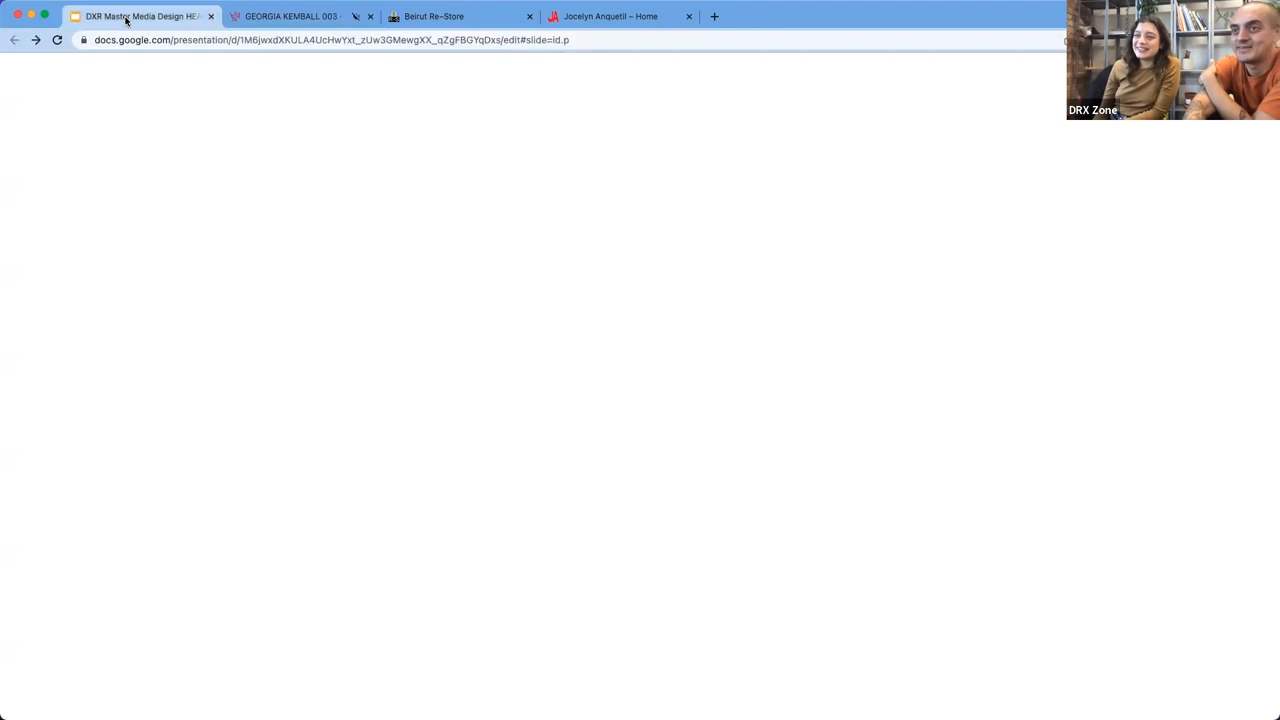 DXR Master Media Design HEA
GEORGIA KEMBALL 003 -
Beirut Re-Store
Jocelyn Anquetil – Home
docs.google.com/presentation/d/1M6jwxdXKULA4UcHwYxt_zUw3GMewgXX_qZgFBGYqDxs/edit#slide=id.p
DRX Zone